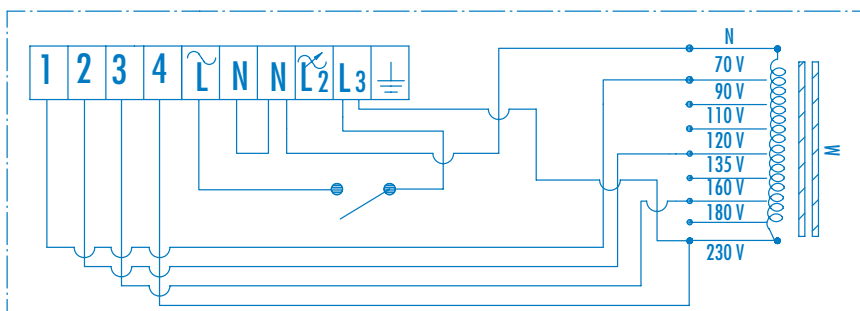 1 2 3 4 L N N L2 L3
N
70 V
90 V
110 V
120 V
135 V
160 V
180 V
230 V
M